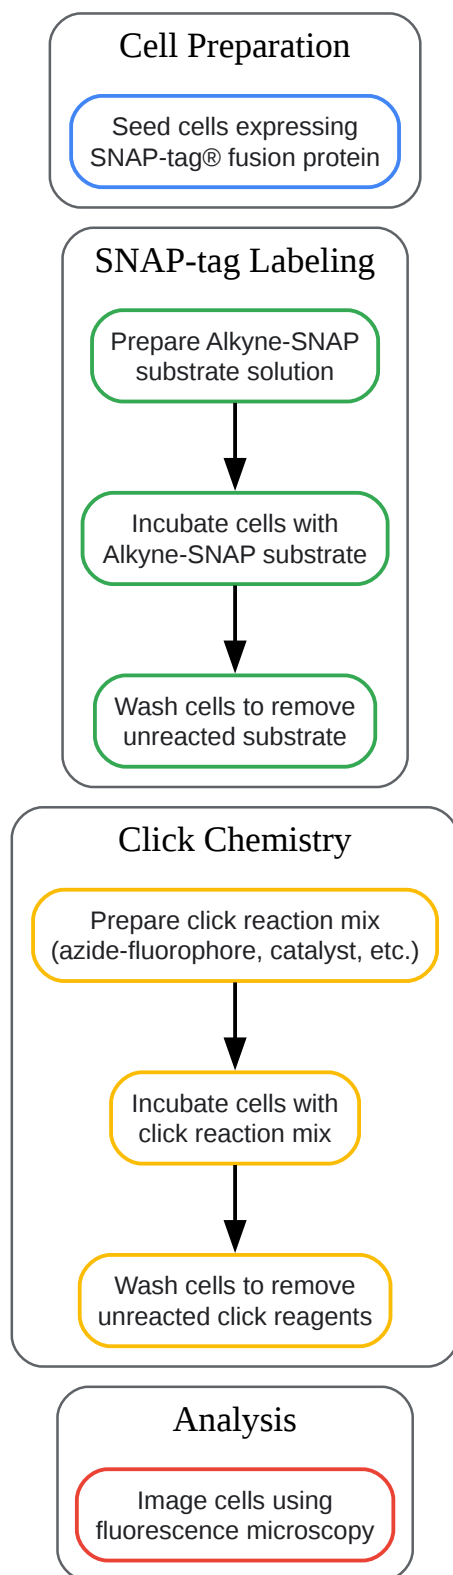 Cell Preparation
Seed cells expressing
SNAP-tag® fusion protein
SNAP-tag Labeling
Prepare Alkyne-SNAP
substrate solution
Incubate cells with
Alkyne-SNAP substrate
Wash cells to remove
unreacted substrate
Click Chemistry
Prepare click reaction mix
(azide-fluorophore, catalyst, etc.)
Incubate cells with
click reaction mix
Wash cells to remove
unreacted click reagents
Analysis
Image cells using
fluorescence microscopy